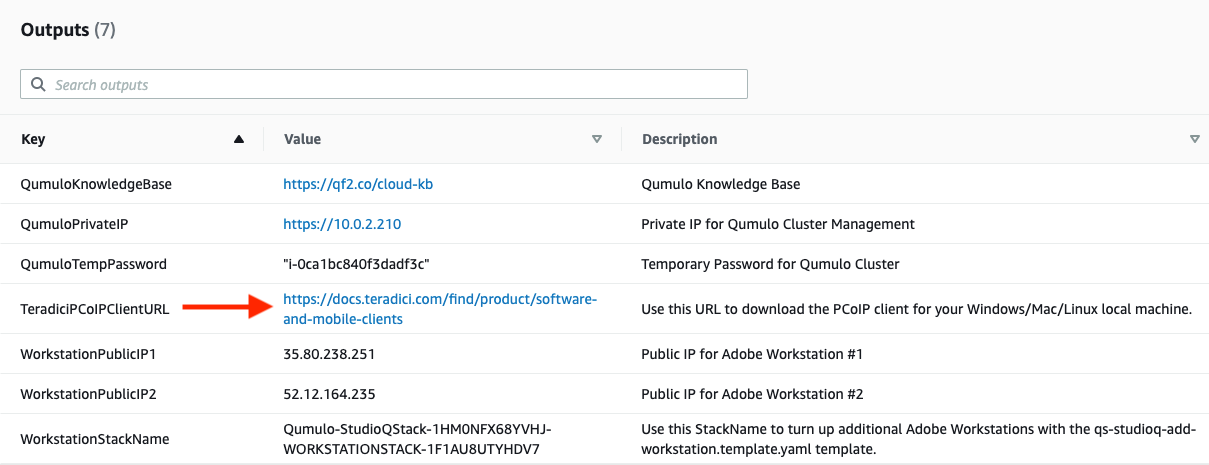 Outputs (7)
Search outputs
Key Value Description
QumuloKnowledgeBase https://qf2.co/cloud-kb Qumulo Knowledge Base
QumuloPrivateIP https://10.0.2.210 Private IP for Qumulo Cluster Management
QumuloTempPassword "i-0ca1bc840f3dadf3c" Temporary Password for Qumulo Cluster
TeradiciPCoIPClientURL https://docs.teradici.com/find/product/software-
and-mobile-clients Use this URL to download the PCoIP client for your Windows/Mac/Linux local machine.
WorkstationPublicIP1 35.80.238.251 Public IP for Adobe Workstation #1
WorkstationPublicIP2 52.12.164.235 Public IP for Adobe Workstation #2
WorkstationStackName Qumulo-StudioQStack-1HM0NFX68YVHJ-
WORKSTATIONSTACK-1F1AU8UTYHDV7 Use this StackName to turn up additional Adobe Workstations with the qs-studioq-add-
workstation.template.yaml template.